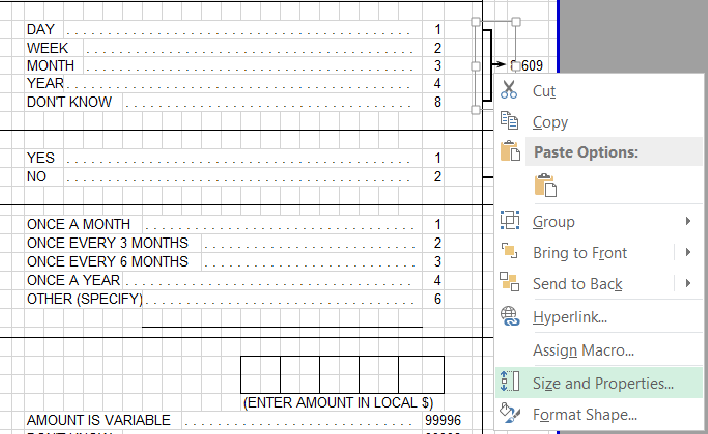 DAY . . . . . . . . . . . . . . . . . . . . . . . . . . . . . . 1
WEEK . . . . . . . . . . . . . . . . . . . . . . . . . . . . . . 2
MONTH . . . . . . . . . . . . . . . . . . . . . . . . . . . . . . 3 609
YEAR . . . . . . . . . . . . . . . . . . . . . . . . . . . . . . 4
DON'T KNOW . . . . . . . . . . . . . . . . . . . . . . . . . 8
YES . . . . . . . . . . . . . . . . . . . . . . . . . . . . . . 1
NO . . . . . . . . . . . . . . . . . . . . . . . . . . . . . . 2
ONCE A MONTH . . . . . . . . . . . . . . . . . . . . . . . 1
ONCE EVERY 3 MONTHS . . . . . . . . . . . . . . . . . . 2
ONCE EVERY 6 MONTHS . . . . . . . . . . . . . . . . . . 3
ONCE A YEAR . . . . . . . . . . . . . . . . . . . . . . . . . 4
OTHER (SPECIFY) . . . . . . . . . . . . . . . . . . . . . . . 6
(ENTER AMOUNT IN LOCAL $)
AMOUNT IS VARIABLE . . . . . . . . . . . . . . . . . . . 99996
Cut
Copy
Paste Options:
Group
Bring to Front
Send to Back
Hyperlink...
Assign Macro...
Size and Properties...
Format Shape...